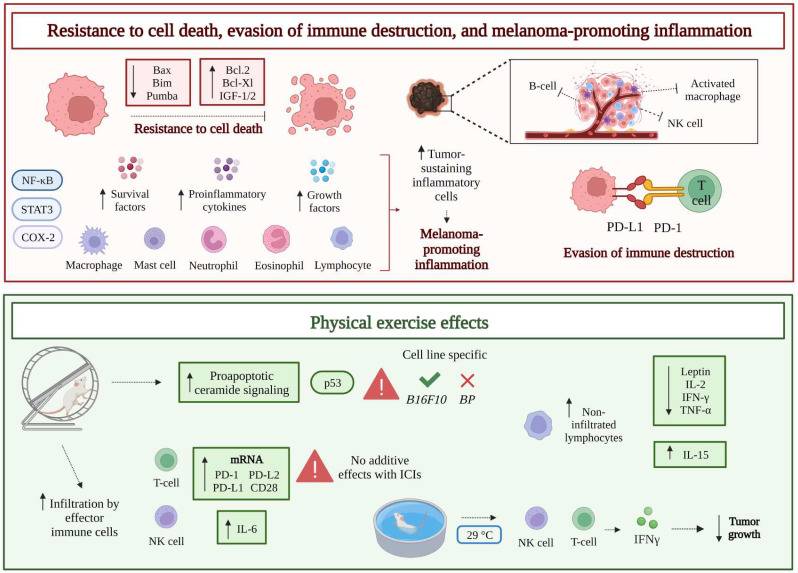 Resistance to cell death, evasion of immune destruction, and melanoma-promoting inflammation
Bax
Bim
Pumba
Bcl.2
Bcl-Xl
IGF-1/2
Resistance to cell death
B-cell
Activated
macrophage
NK cell
NF-κB
STAT3
COX-2
Survival
factors
Proinflammatory
cytokines
Growth
factors
Macrophage
Mast cell
Neutrophil
Eosinophil
Lymphocyte
Tumor-
sustaining
inflammatory
cells
Melanoma-
promoting
inflammation
T
cell
PD-L1
PD-1
Evasion of immune destruction
Physical exercise effects
Proapoptotic
ceramide signaling
p53
Cell line specific
B16F10
BP
Non-
infiltrated
lymphocytes
Leptin
IL-2
IFN-γ
TNF-α
IL-15
Infiltration by
effector
immune cells
T-cell
mRNA
PD-1 PD-L2
PD-L1 CD28
No additive
effects with ICIs
NK cell
IL-6
29 °C
NK cell
T-cell
IFNγ
Tumor
growth